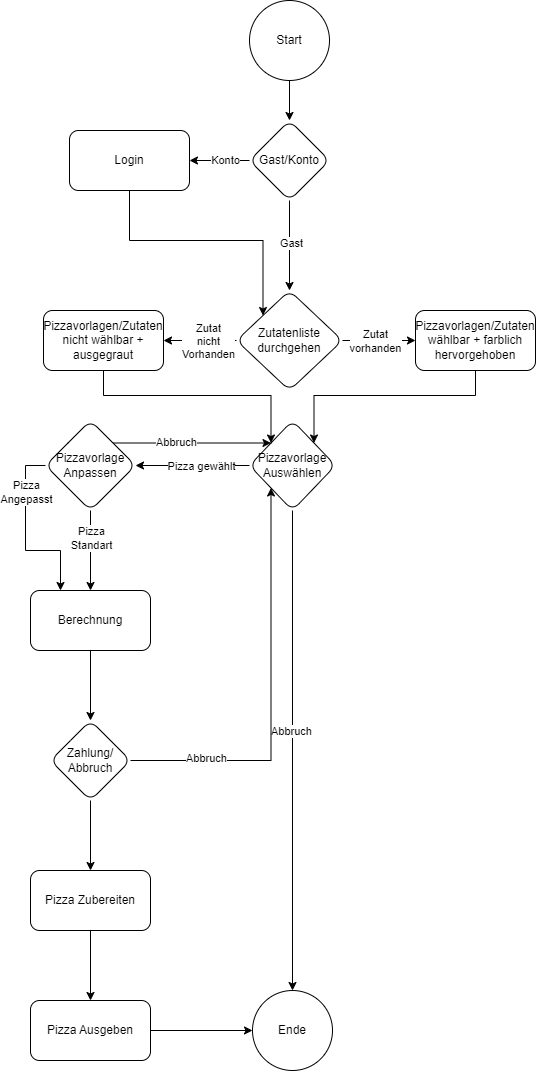 Start
Login
Konto
Gast/Konto
Gast
Pizzavorlagen/Zutaten
nicht wählbar +
ausgegraut
Zutat
nicht
Vorhanden
Zutatenliste
durchgehen
Zutat
vorhanden
Pizzavorlagen/Zutaten
wählbar + farblich
hervorgehoben
Pizzavorlage
Anpassen
Abbruch
Pizza gewählt
Pizzavorlage
Auswählen
Pizza
Angepasst
Pizza
Standart
Berechnung
Zahlung/
Abbruch
Abbruch
Abbruch
Pizza Zubereiten
Pizza Ausgeben
Ende